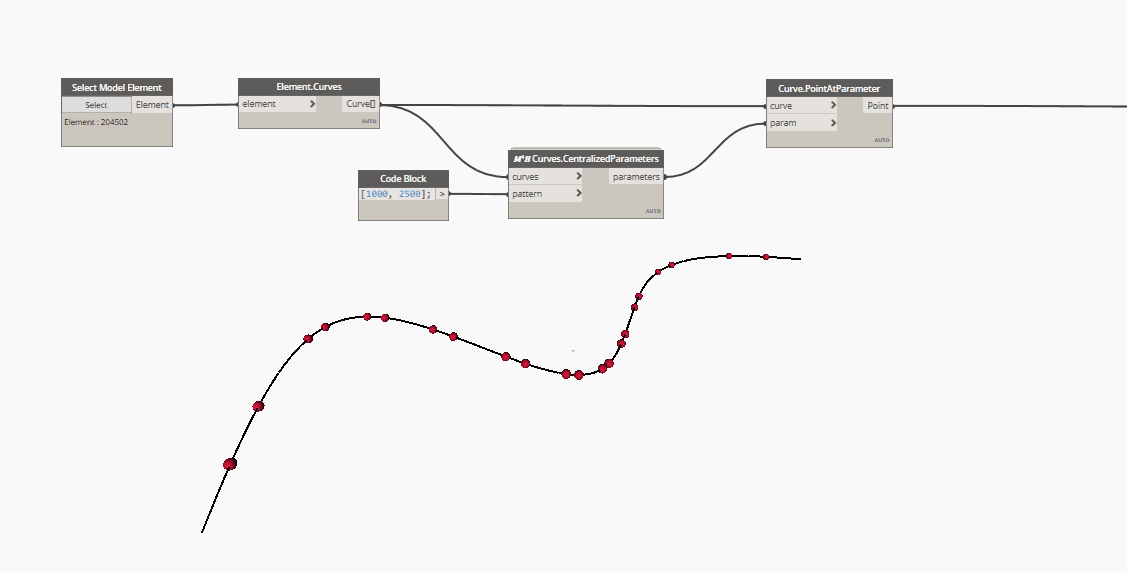 Select Model Element
Select Element
Element : 204502
Element.Curves
element > Curve[]
AUTO
Code Block
[1000, 2500]; >
M⁴B Curves.CentralizedParameters
curves > parameters
pattern >
AUTO
Curve.PointAtParameter
curve > Point
param >
AUTO